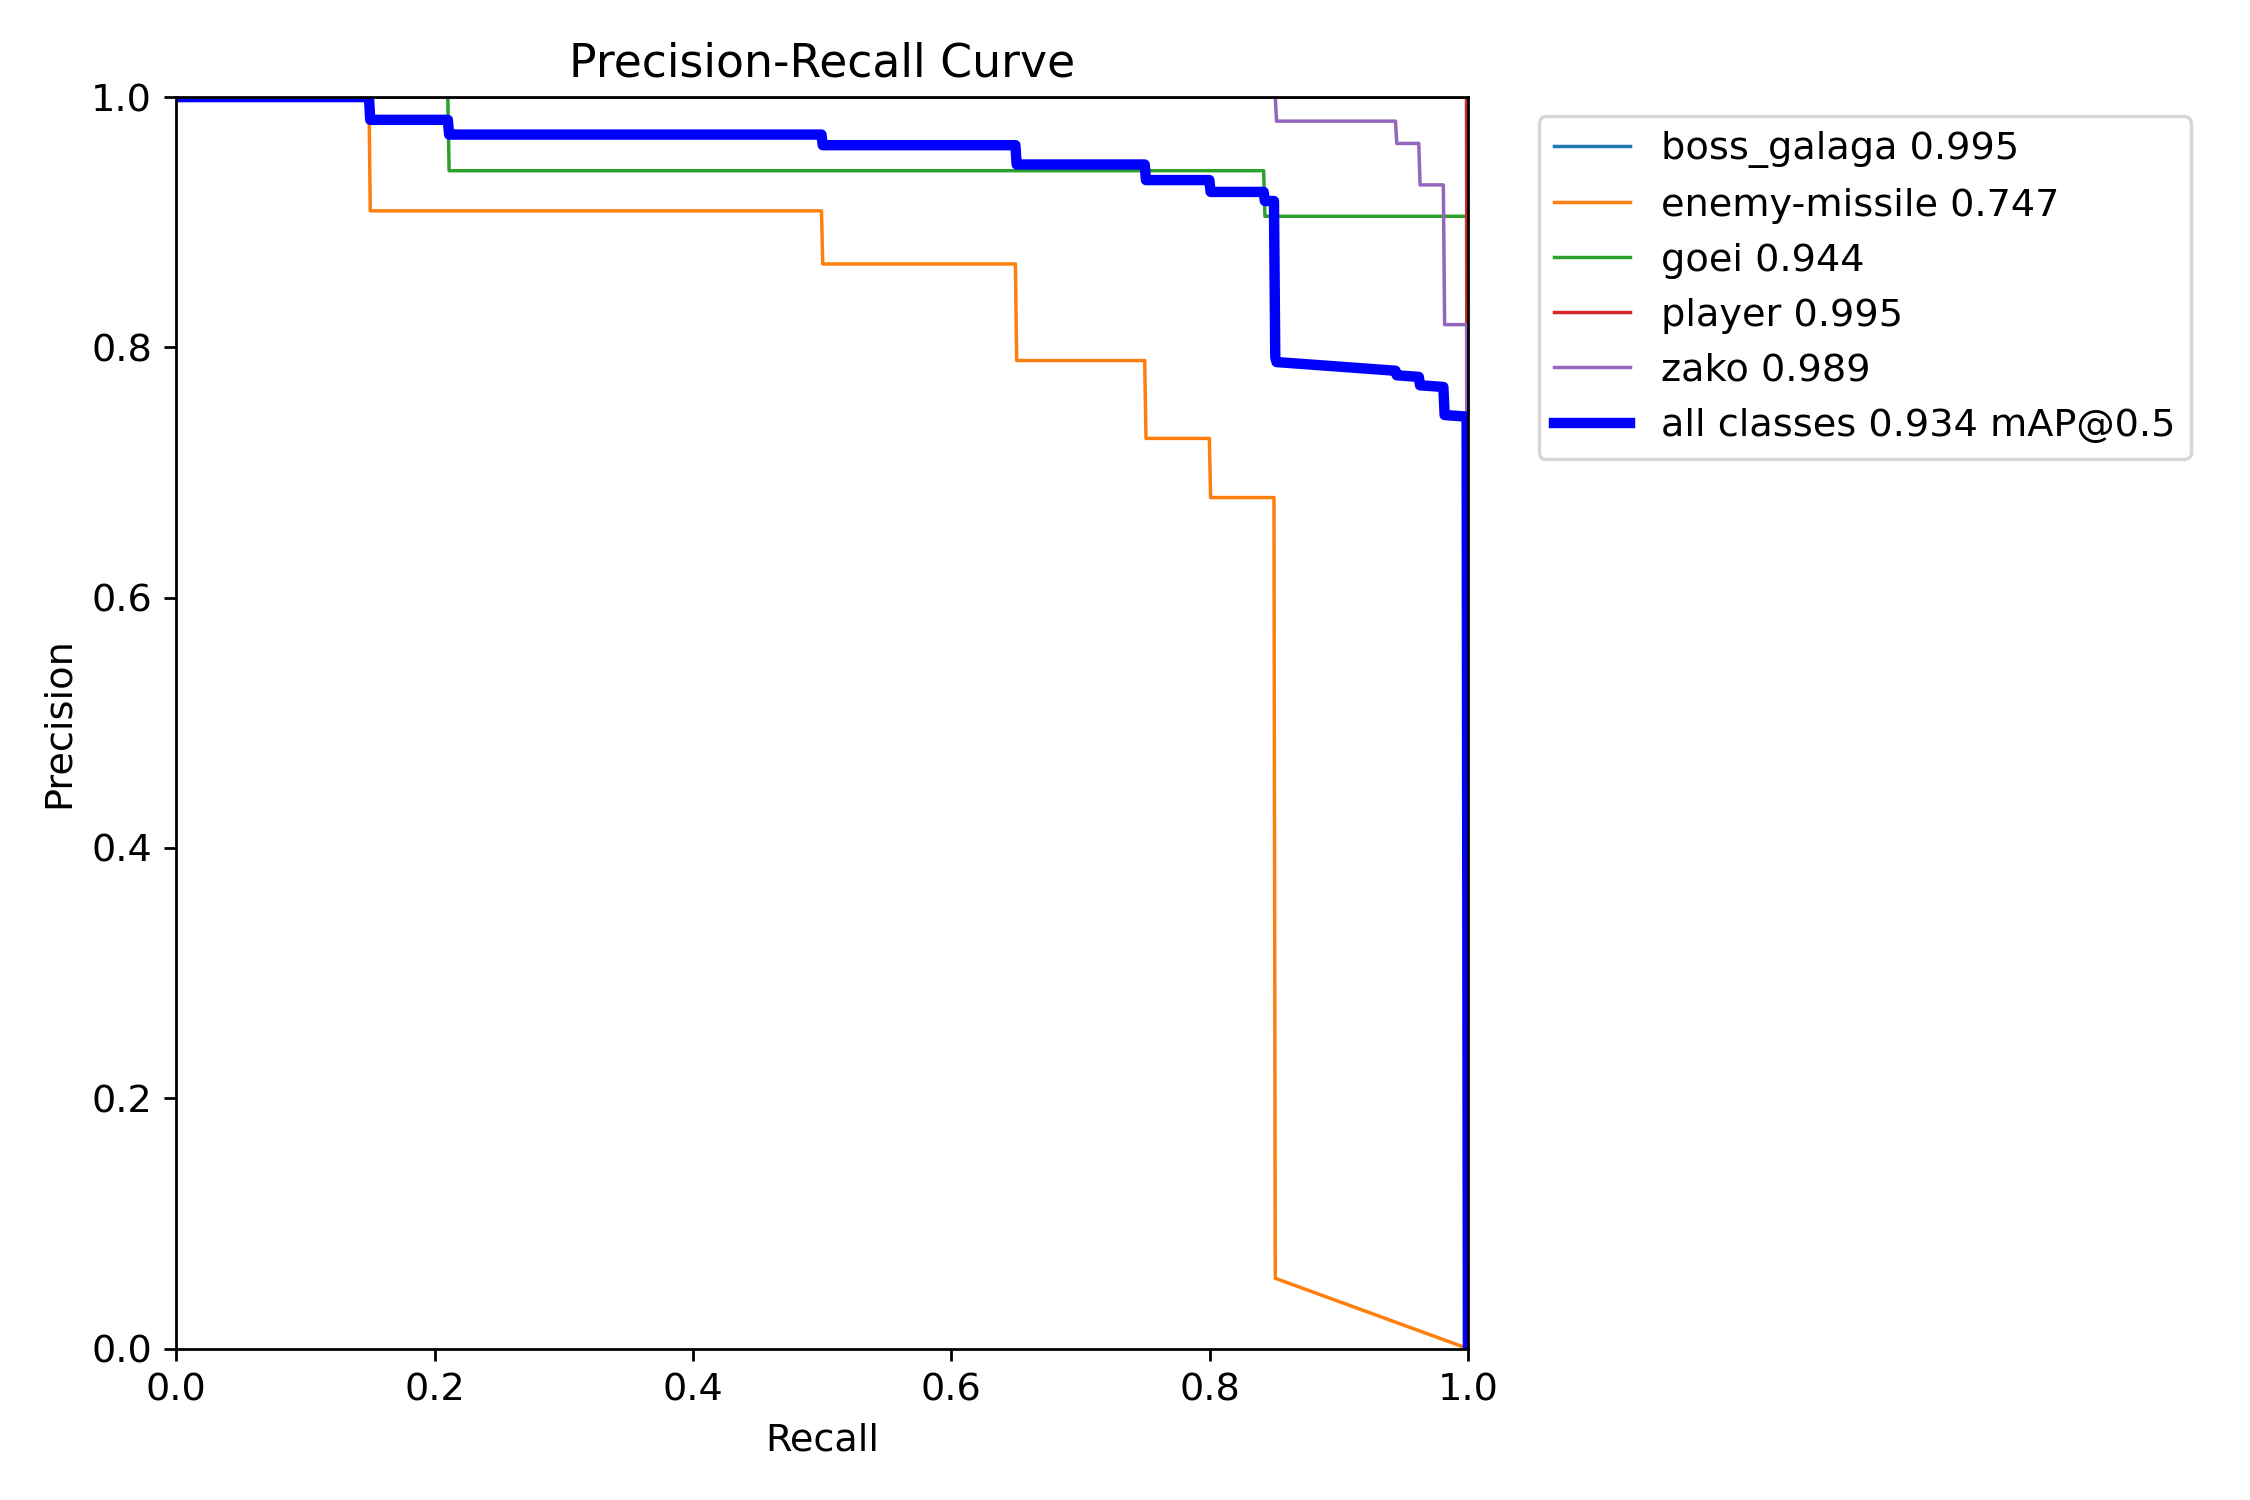 Precision-Recall Curve
1.0
0.8
0.6
0.4
0.2
0.0
Precision
0.0 0.2 0.4 0.6 0.8 1.0
Recall
boss_galaga 0.995
enemy-missile 0.747
goei 0.944
player 0.995
zako 0.989
all classes 0.934 mAP@0.5